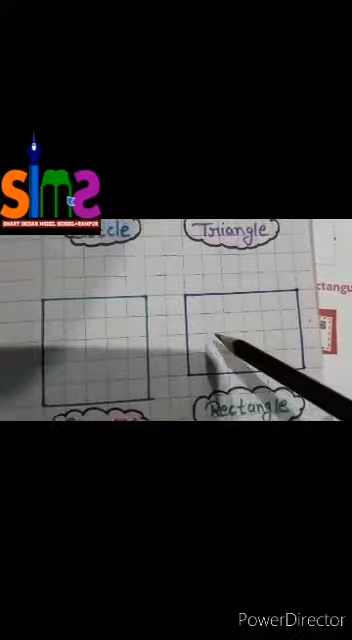 sims
SMART INDIAN MODEL SCHOOL-RAMPUR
Triangle
Rectangle
PowerDirector